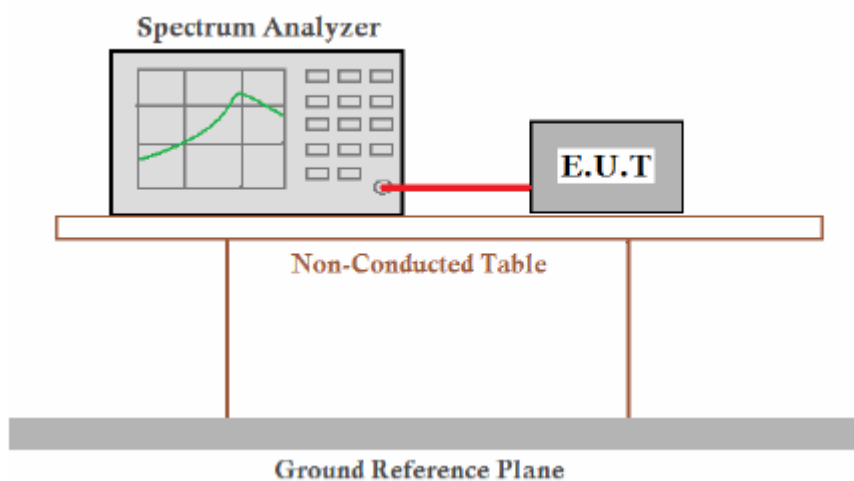 Spectrum Analyzer
E.U.T
Non-Conducted Table
Ground Reference Plane